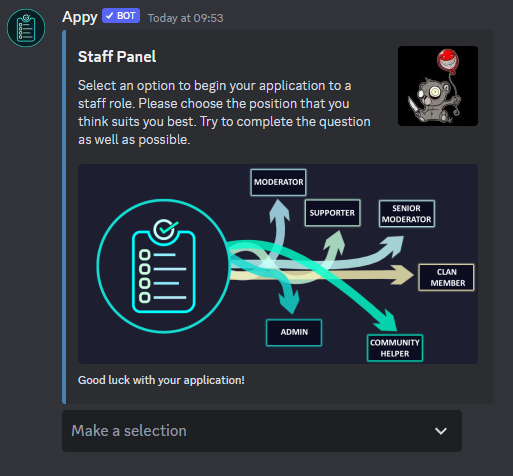 Appy ✓ BOT Today at 09:53
Staff Panel
Select an option to begin your application to a
staff role. Please choose the position that you
think suits you best. Try to complete the question
as well as possible.
MODERATOR
SUPPORTER
SENIOR
MODERATOR
CLAN
MEMBER
ADMIN
COMMUNITY
HELPER
Good luck with your application!
Make a selection